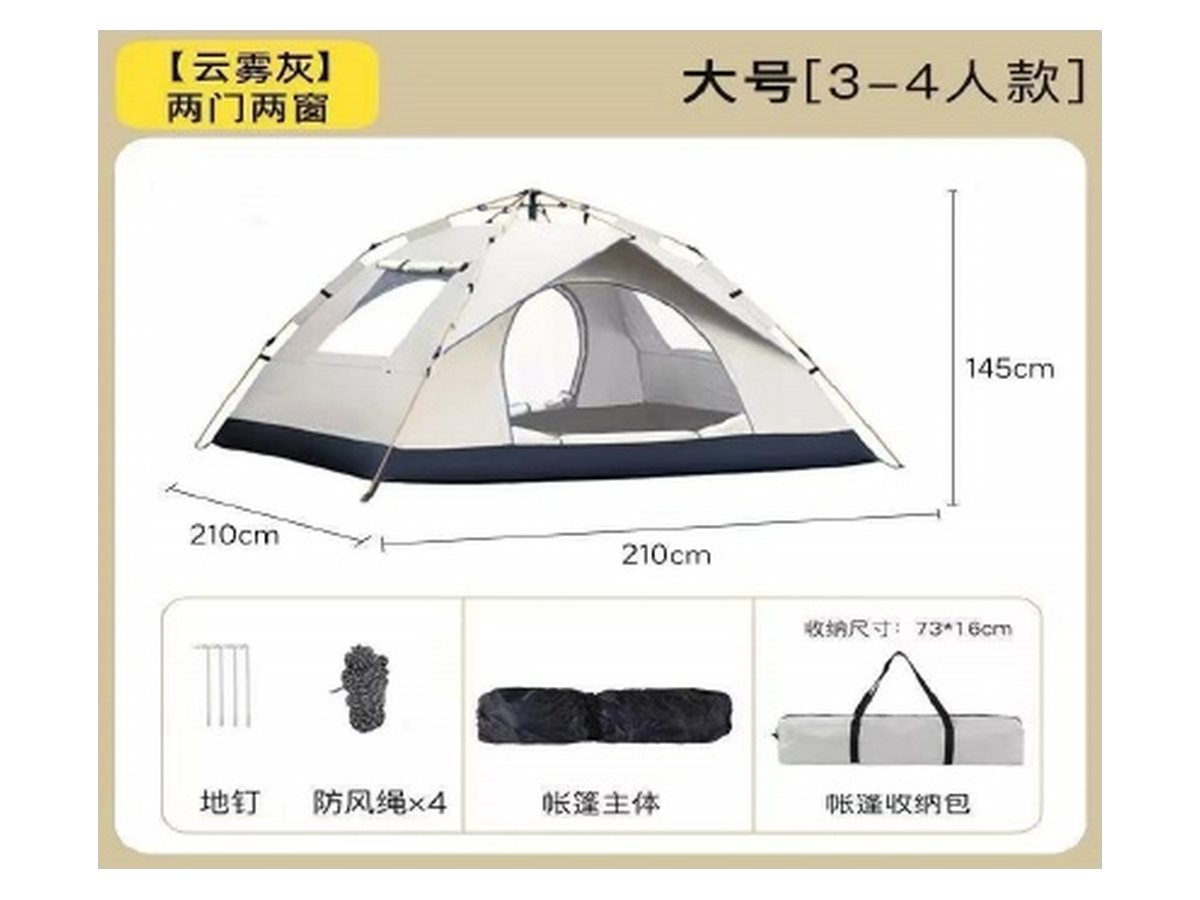 【云雾灰】
两门两窗
大号[3-4人款]
145cm
210cm
210cm
收纳尺寸：73*16cm
地钉
防风绳×4
帐篷主体
帐篷收纳包